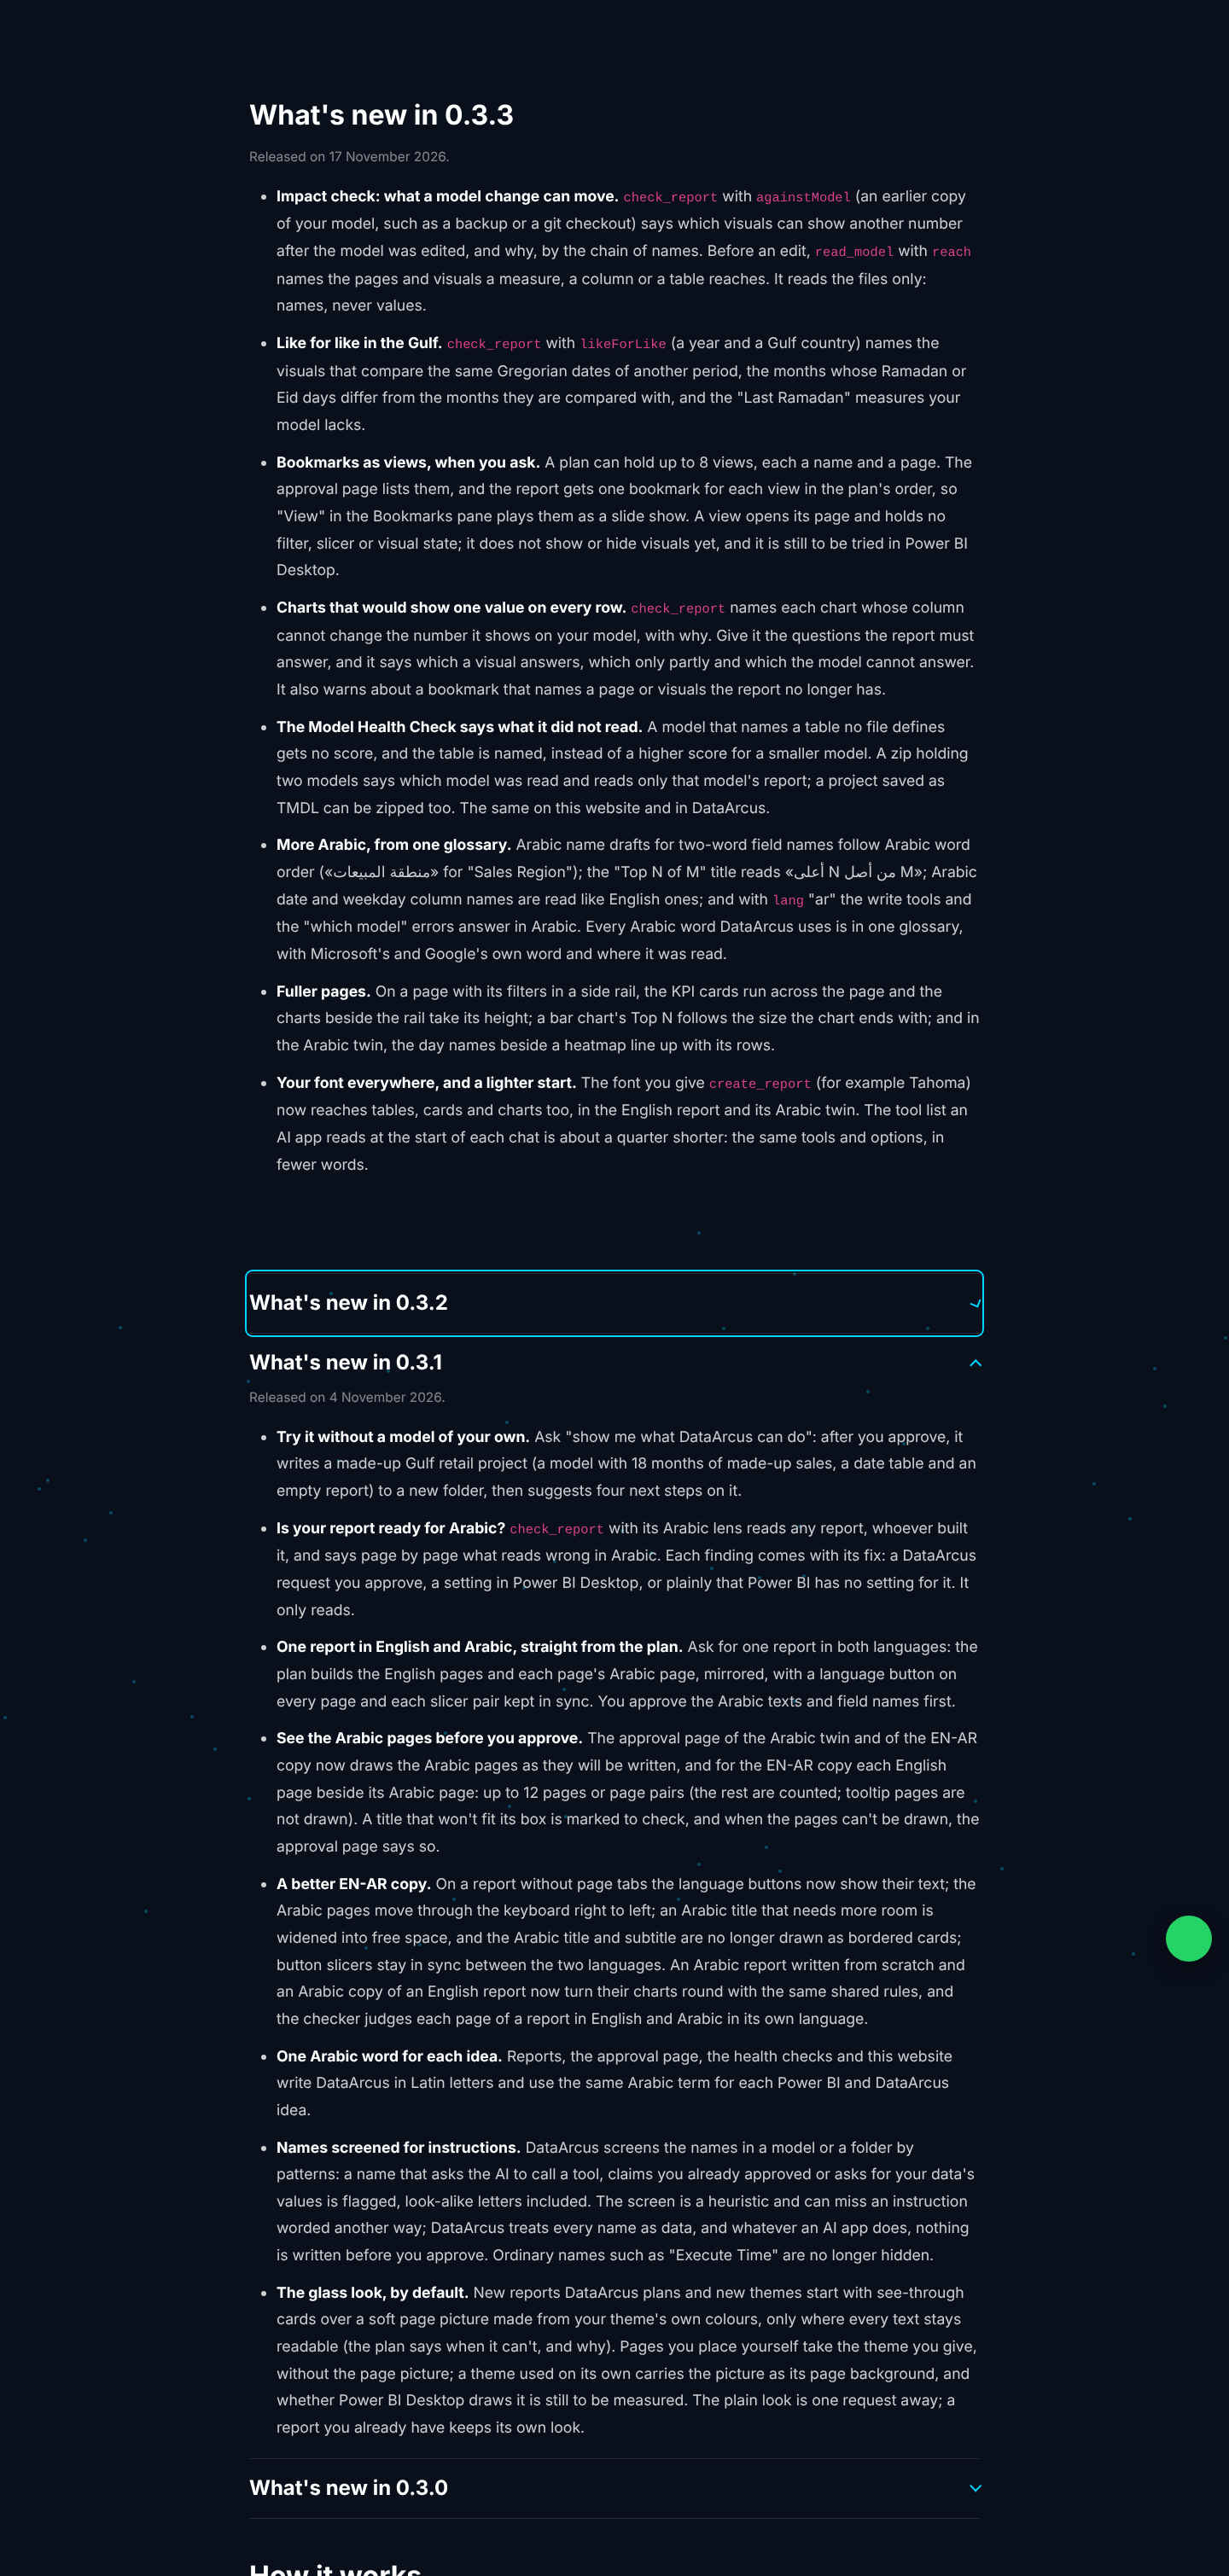 What's new in 0.3.3
Released on 17 November 2026.
Impact check: what a model change can move. check_report with againstModel (an earlier copy
of your model, such as a backup or a git checkout) says which visuals can show another number
after the model was edited, and why, by the chain of names. Before an edit, read_model with reach
names the pages and visuals a measure, a column or a table reaches. It reads the files only:
names, never values.
Like for like in the Gulf. check_report with likeForLike (a year and a Gulf country) names the
visuals that compare the same Gregorian dates of another period, the months whose Ramadan or
Eid days differ from the months they are compared with, and the "Last Ramadan" measures your
model lacks.
Bookmarks as views, when you ask. A plan can hold up to 8 views, each a name and a page. The
approval page lists them, and the report gets one bookmark for each view in the plan's order, so
"View" in the Bookmarks pane plays them as a slide show. A view opens its page and holds no
filter, slicer or visual state; it does not show or hide visuals yet, and it is still to be tried in Power BI
Desktop.
Charts that would show one value on every row. check_report names each chart whose column
cannot change the number it shows on your model, with why. Give it the questions the report must
answer, and it says which a visual answers, which only partly and which the model cannot answer.
It also warns about a bookmark that names a page or visuals the report no longer has.
The Model Health Check says what it did not read. A model that names a table no file defines
gets no score, and the table is named, instead of a higher score for a smaller model. A zip holding
two models says which model was read and reads only that model's report; a project saved as
TMDL can be zipped too. The same on this website and in DataArcus.
More Arabic, from one glossary. Arabic name drafts for two-word field names follow Arabic word
order («منطقة المبيعات» for "Sales Region"); the "Top N of M" title reads «أعلى N من أصل M»; Arabic
date and weekday column names are read like English ones; and with lang "ar" the write tools and
the "which model" errors answer in Arabic. Every Arabic word DataArcus uses is in one glossary,
with Microsoft's and Google's own word and where it was read.
Fuller pages. On a page with its filters in a side rail, the KPI cards run across the page and the
charts beside the rail take its height; a bar chart's Top N follows the size the chart ends with; and in
the Arabic twin, the day names beside a heatmap line up with its rows.
Your font everywhere, and a lighter start. The font you give create_report (for example Tahoma)
now reaches tables, cards and charts too, in the English report and its Arabic twin. The tool list an
AI app reads at the start of each chat is about a quarter shorter: the same tools and options, in
fewer words.
What's new in 0.3.2
What's new in 0.3.1
Released on 4 November 2026.
Try it without a model of your own. Ask "show me what DataArcus can do": after you approve, it
writes a made-up Gulf retail project (a model with 18 months of made-up sales, a date table and an
empty report) to a new folder, then suggests four next steps on it.
Is your report ready for Arabic? check_report with its Arabic lens reads any report, whoever built
it, and says page by page what reads wrong in Arabic. Each finding comes with its fix: a DataArcus
request you approve, a setting in Power BI Desktop, or plainly that Power BI has no setting for it. It
only reads.
One report in English and Arabic, straight from the plan. Ask for one report in both languages: the
plan builds the English pages and each page's Arabic page, mirrored, with a language button on
every page and each slicer pair kept in sync. You approve the Arabic texts and field names first.
See the Arabic pages before you approve. The approval page of the Arabic twin and of the EN-AR
copy now draws the Arabic pages as they will be written, and for the EN-AR copy each English
page beside its Arabic page: up to 12 pages or page pairs (the rest are counted; tooltip pages are
not drawn). A title that won't fit its box is marked to check, and when the pages can't be drawn, the
approval page says so.
A better EN-AR copy. On a report without page tabs the language buttons now show their text; the
Arabic pages move through the keyboard right to left; an Arabic title that needs more room is
widened into free space, and the Arabic title and subtitle are no longer drawn as bordered cards;
button slicers stay in sync between the two languages. An Arabic report written from scratch and
an Arabic copy of an English report now turn their charts round with the same shared rules, and
the checker judges each page of a report in English and Arabic in its own language.
One Arabic word for each idea. Reports, the approval page, the health checks and this website
write DataArcus in Latin letters and use the same Arabic term for each Power BI and DataArcus
idea.
Names screened for instructions. DataArcus screens the names in a model or a folder by
patterns: a name that asks the AI to call a tool, claims you already approved or asks for your data's
values is flagged, look-alike letters included. The screen is a heuristic and can miss an instruction
worded another way; DataArcus treats every name as data, and whatever an AI app does, nothing
is written before you approve. Ordinary names such as "Execute Time" are no longer hidden.
The glass look, by default. New reports DataArcus plans and new themes start with see-through
cards over a soft page picture made from your theme's own colours, only where every text stays
readable (the plan says when it can't, and why). Pages you place yourself take the theme you give,
without the page picture; a theme used on its own carries the picture as its page background, and
whether Power BI Desktop draws it is still to be measured. The plain look is one request away; a
report you already have keeps its own look.
What's new in 0.3.0
How it works